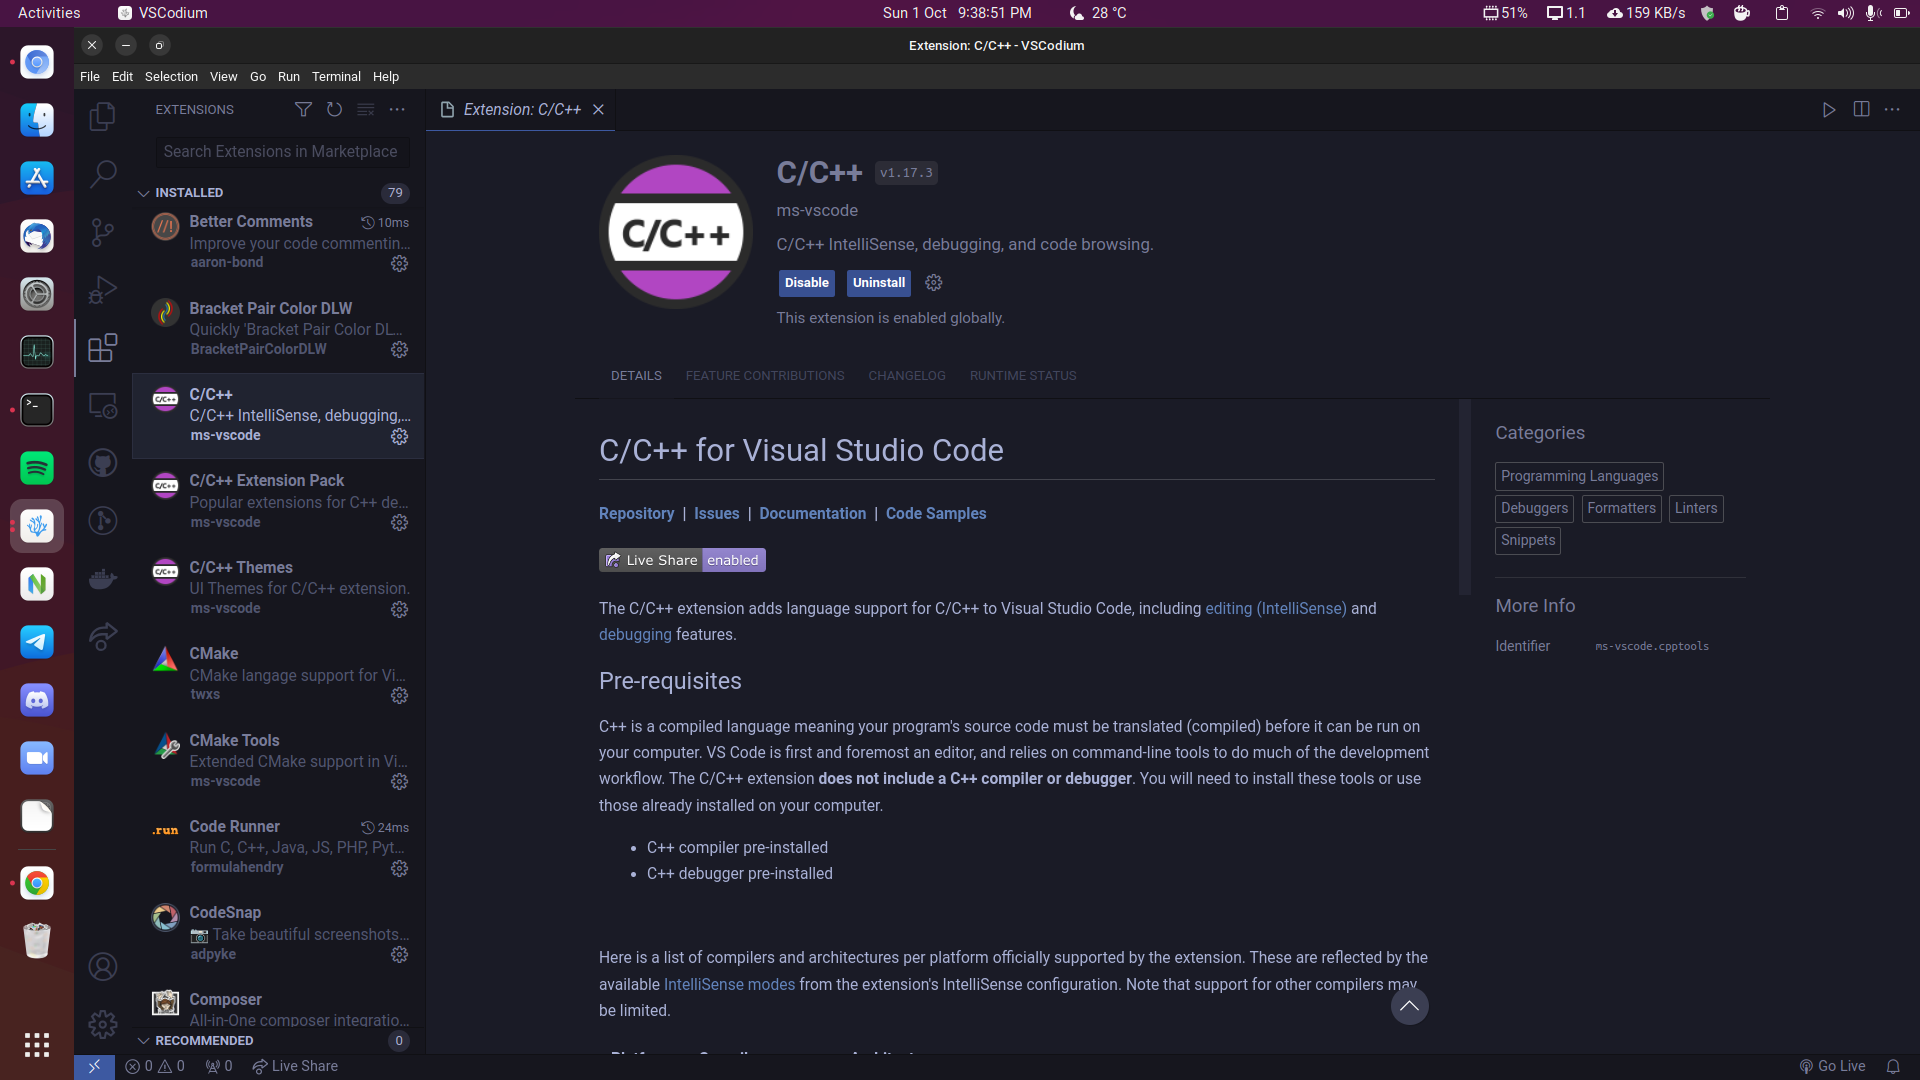 Activities VSCodium Sun 1 Oct 9:38:51 PM 28 °C 51% 1.1 159 KB/s
Extension: C/C++ - VSCodium
File Edit Selection View Go Run Terminal Help
EXTENSIONS
Search Extensions in Marketplace
INSTALLED 79
Better Comments 10ms
Improve your code commentin...
aaron-bond
Bracket Pair Color DLW
Quickly 'Bracket Pair Color DL...
BracketPairColorDLW
C/C++
C/C++ IntelliSense, debugging,...
ms-vscode
C/C++ Extension Pack
Popular extensions for C++ de...
ms-vscode
C/C++ Themes
UI Themes for C/C++ extension.
ms-vscode
CMake
CMake langage support for Vi...
twxs
CMake Tools
Extended CMake support in Vi...
ms-vscode
.run
Code Runner 24ms
Run C, C++, Java, JS, PHP, Pyt...
formulahendry
CodeSnap
Take beautiful screenshots...
adpyke
Composer
All-in-One composer integratio...
RECOMMENDED 0
Extension: C/C++
C/C++
C/C++ v1.17.3
ms-vscode
C/C++ IntelliSense, debugging, and code browsing.
Disable Uninstall
This extension is enabled globally.
DETAILS FEATURE CONTRIBUTIONS CHANGELOG RUNTIME STATUS
C/C++ for Visual Studio Code
Repository | Issues | Documentation | Code Samples
Live Share enabled
The C/C++ extension adds language support for C/C++ to Visual Studio Code, including editing (IntelliSense) and
debugging features.
Pre-requisites
C++ is a compiled language meaning your program's source code must be translated (compiled) before it can be run on
your computer. VS Code is first and foremost an editor, and relies on command-line tools to do much of the development
workflow. The C/C++ extension does not include a C++ compiler or debugger. You will need to install these tools or use
those already installed on your computer.
• C++ compiler pre-installed
• C++ debugger pre-installed
Here is a list of compilers and architectures per platform officially supported by the extension. These are reflected by the
available IntelliSense modes from the extension's IntelliSense configuration. Note that support for other compilers may
be limited.
Categories
Programming Languages
Debuggers Formatters Linters
Snippets
More Info
Identifier ms-vscode.cpptools
0 0 0 Live Share Go Live